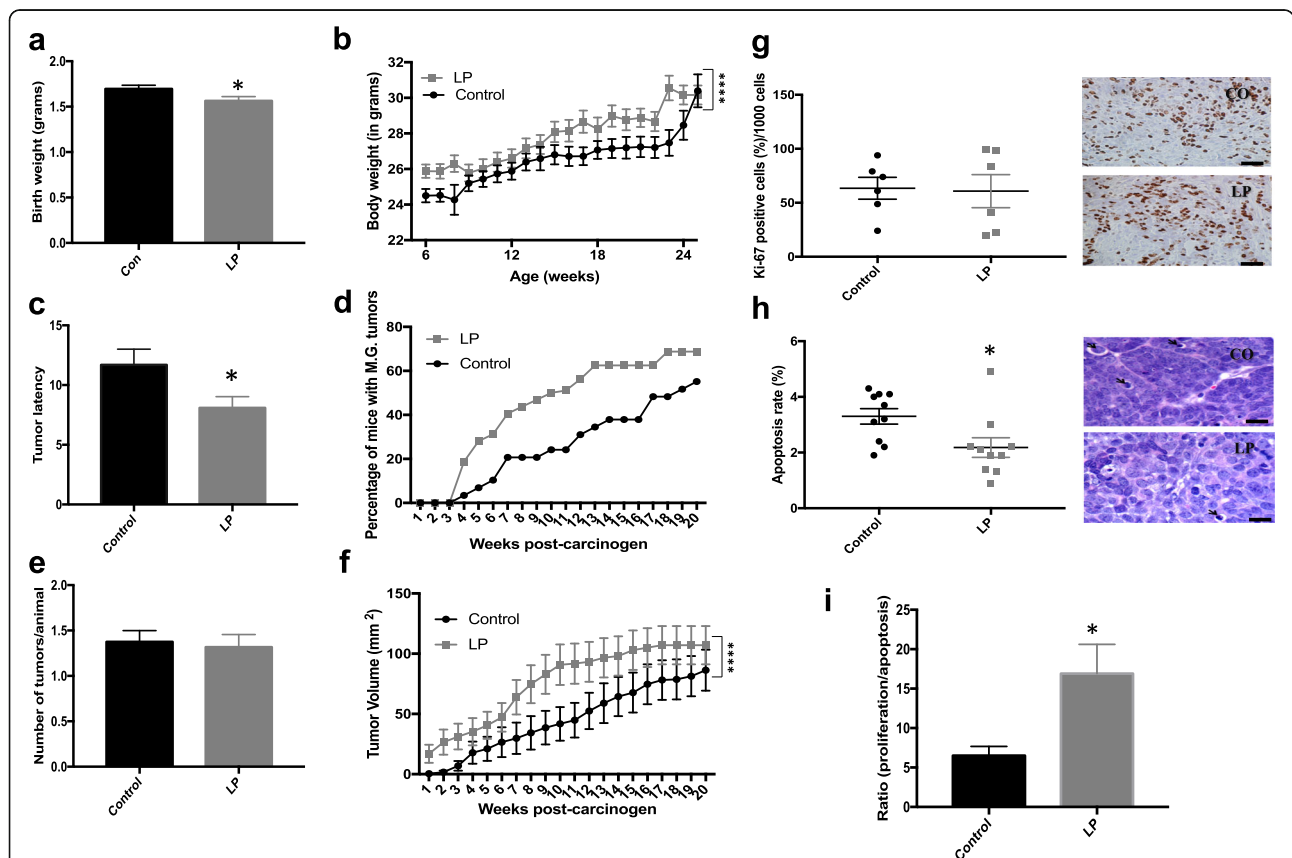 a
Birth weight (grams)
2.0
1.5
1.0
0.5
0.0
*
Con
LP
b
Body weight (in grams)
32
30
28
26
24
22
LP
Control
****
6
12
18
24
Age (weeks)
c
Tumor latency
15
10
5
0
*
Control
LP
d
Percentage of mice with M.G. tumors
80
60
40
20
0
LP
Control
1 2 3 4 5 6 7 8 9 10 11 12 13 14 15 16 17 18 19 20
Weeks post-carcinogen
e
Number of tumors/animal
2.0
1.5
1.0
0.5
0.0
Control
LP
f
Tumor Volume (mm 2)
150
100
50
0
Control
LP
****
1 2 3 4 5 6 7 8 9 10 11 12 13 14 15 16 17 18 19 20
Weeks post-carcinogen
g
Ki-67 positive cells (%)/1000 cells
150
100
50
0
Control
LP
CO
LP
h
Apoptosis rate (%)
6
4
2
0
*
Control
LP
CO
LP
i
Ratio (proliferation/apoptosis)
25
20
15
10
5
0
*
Control
LP